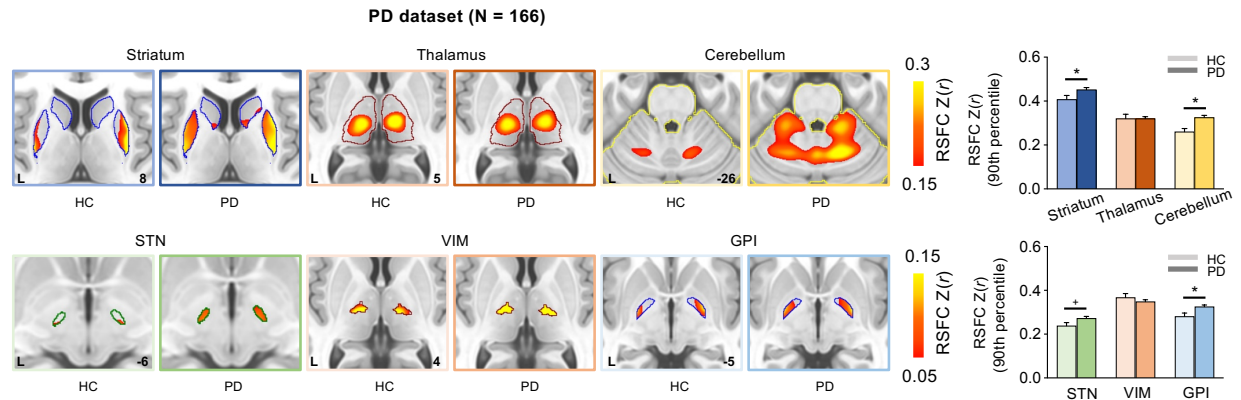 PD dataset (N = 166)
Striatum
Thalamus
Cerebellum
L
8
L
5
L
-26
HC
PD
HC
PD
HC
PD
0.3
RSFC Z(r)
0.15
RSFC Z(r)
(90th percentile)
0.6
0.4
0.2
0.0
*
*
HC
PD
Striatum
Thalamus
Cerebellum
STN
VIM
GPI
L
-6
L
4
L
-5
HC
PD
HC
PD
HC
PD
0.15
RSFC Z(r)
0.05
RSFC Z(r)
(90th percentile)
0.6
0.4
0.2
0.0
+
*
HC
PD
STN
VIM
GPI